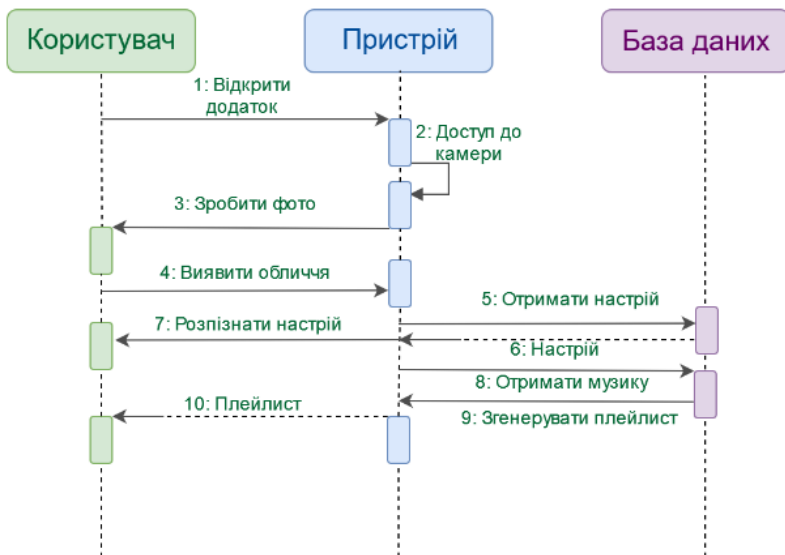 Користувач
Пристрій
База даних
1: Відкрити
додаток
2: Доступ до
камери
3: Зробити фото
4: Виявити обличчя
5: Отримати настрій
7: Розпізнати настрій
6: Настрій
8: Отримати музику
10: Плейлист
9: Згенерувати плейлист